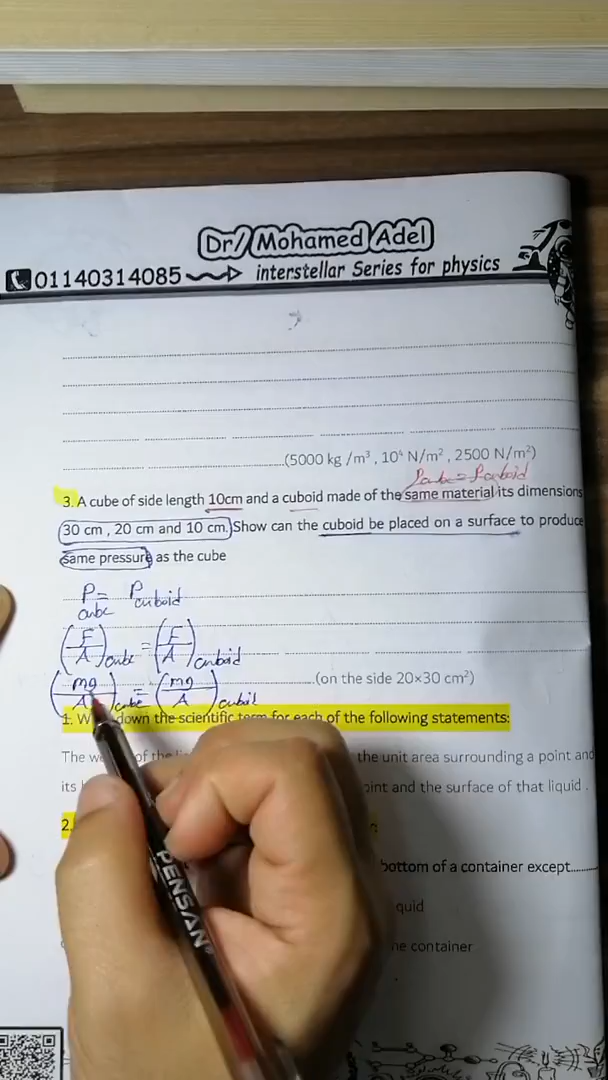 Dr/ Mohamed Adel
01140314085
interstellar Series for physics
(5000 kg /m³ , 10⁴ N/m² , 2500 N/m²)
ρcube = ρcuboid
3. A cube of side length 10cm and a cuboid made of the same material its dimensions
30 cm , 20 cm and 10 cm. Show can the cuboid be placed on a surface to produce
same pressure as the cube
P cube = P cuboid
(F/A) cube = (F/A) cuboid
(mg/A) cube = (mg/A) cuboid
(on the side 20×30 cm²)
1. down the scientific term for each of the following statements:
The of the the unit area surrounding a point and
its and the surface of that liquid .
2.
bottom of a container except
container
PENSAN